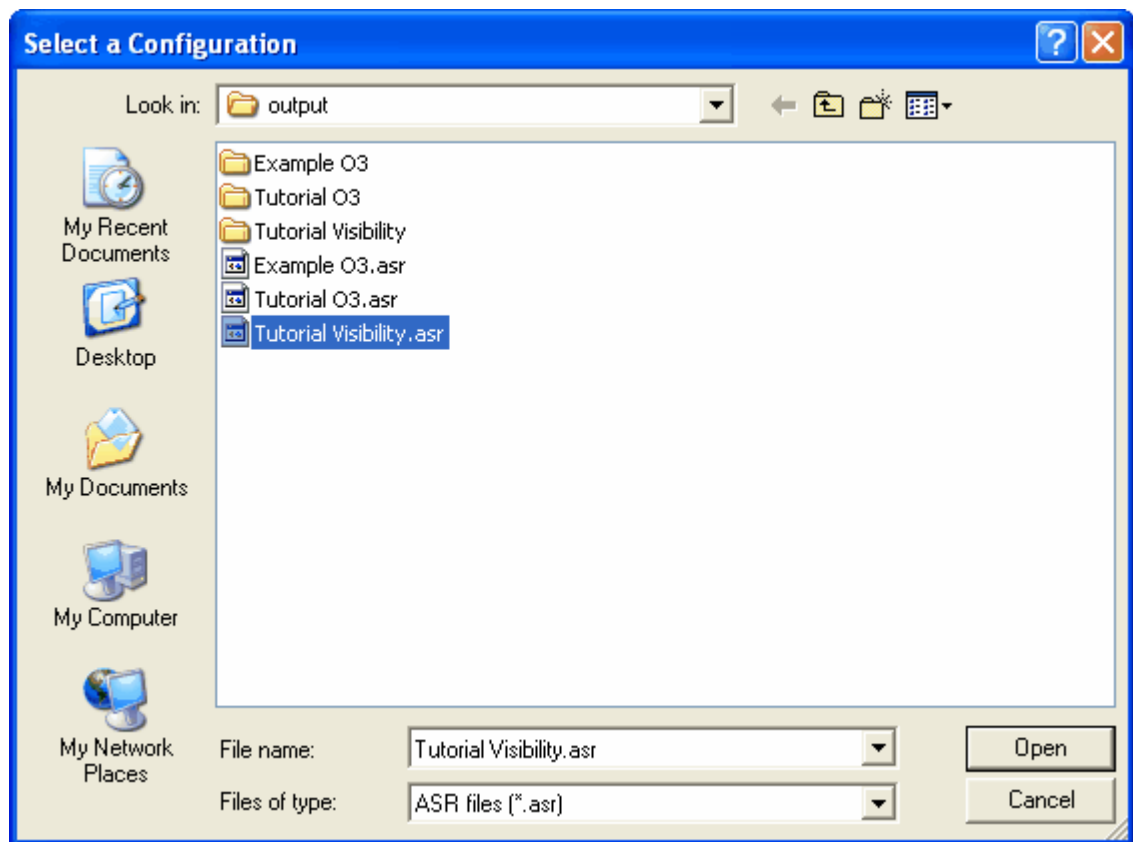 Select a Configuration
Look in:
output
My Recent
Documents
Desktop
My Documents
My Computer
My Network
Places
Example O3
Tutorial O3
Tutorial Visibility
Example O3.asr
Tutorial O3.asr
Tutorial Visibility.asr
File name:
Tutorial Visibility.asr
Open
Files of type:
ASR files (*.asr)
Cancel